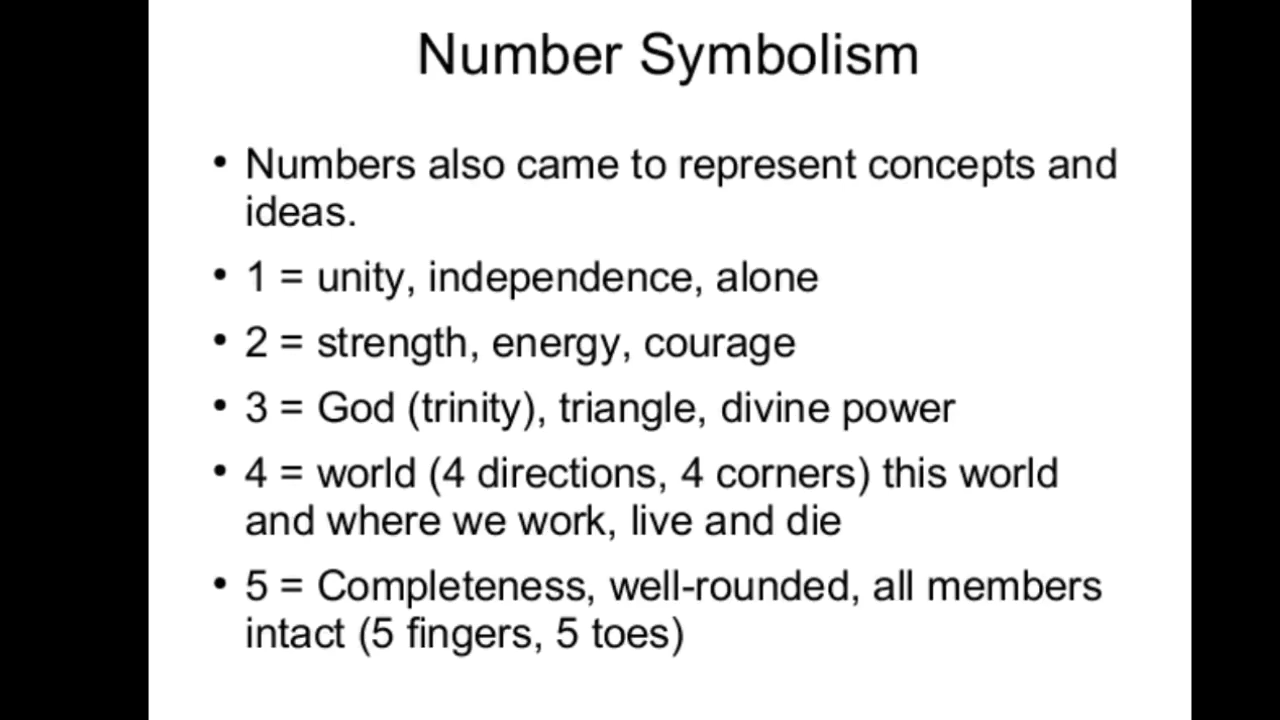 Number Symbolism
• Numbers also came to represent concepts and
ideas.
• 1 = unity, independence, alone
• 2 = strength, energy, courage
• 3 = God (trinity), triangle, divine power
• 4 = world (4 directions, 4 corners) this world
and where we work, live and die
• 5 = Completeness, well-rounded, all members
intact (5 fingers, 5 toes)